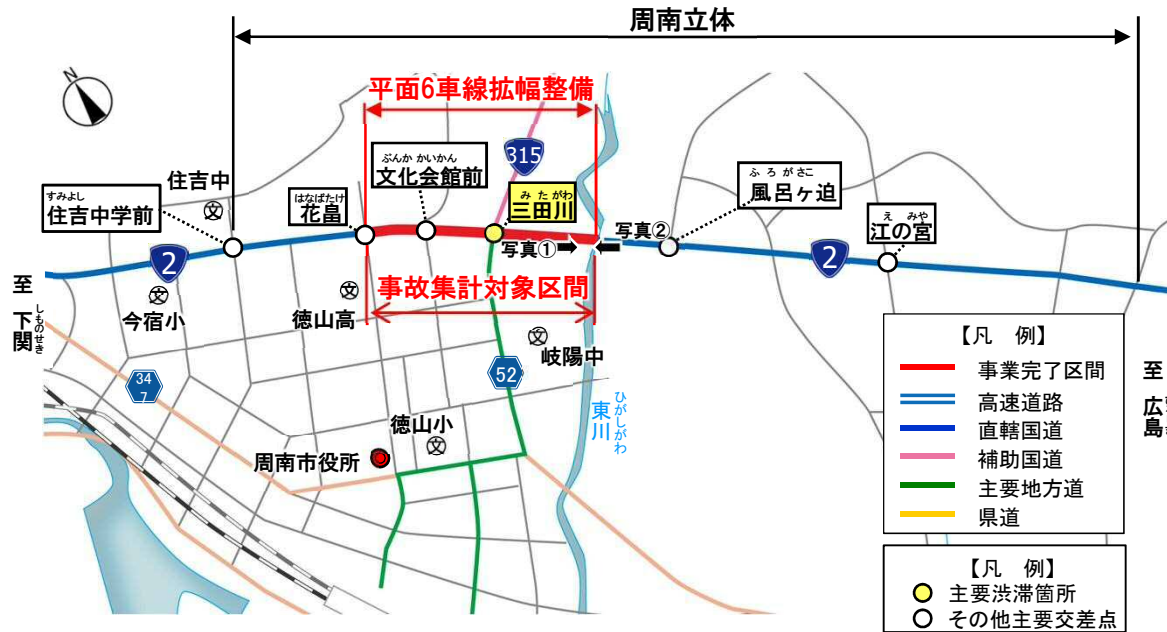 周南立体
N
平面6車線拡幅整備
315
ぶんか かいかん
文化会館前
みたがわ
三田川
ふろがさこ
風呂ヶ迫
えみや
江の宮
住吉中
文
すみよし
住吉中学前
はなばたけ
花畠
写真①
写真②
2
2
事故集計対象区間
至
下関
しものせき
文
今宿小
文
徳山高
文
岐陽中
52
34
7
東川
ひがしがわ
徳山小
文
周南市役所
至
広島
【凡 例】
事業完了区間
高速道路
直轄国道
補助国道
主要地方道
県道
【凡 例】
主要渋滞箇所
その他主要交差点